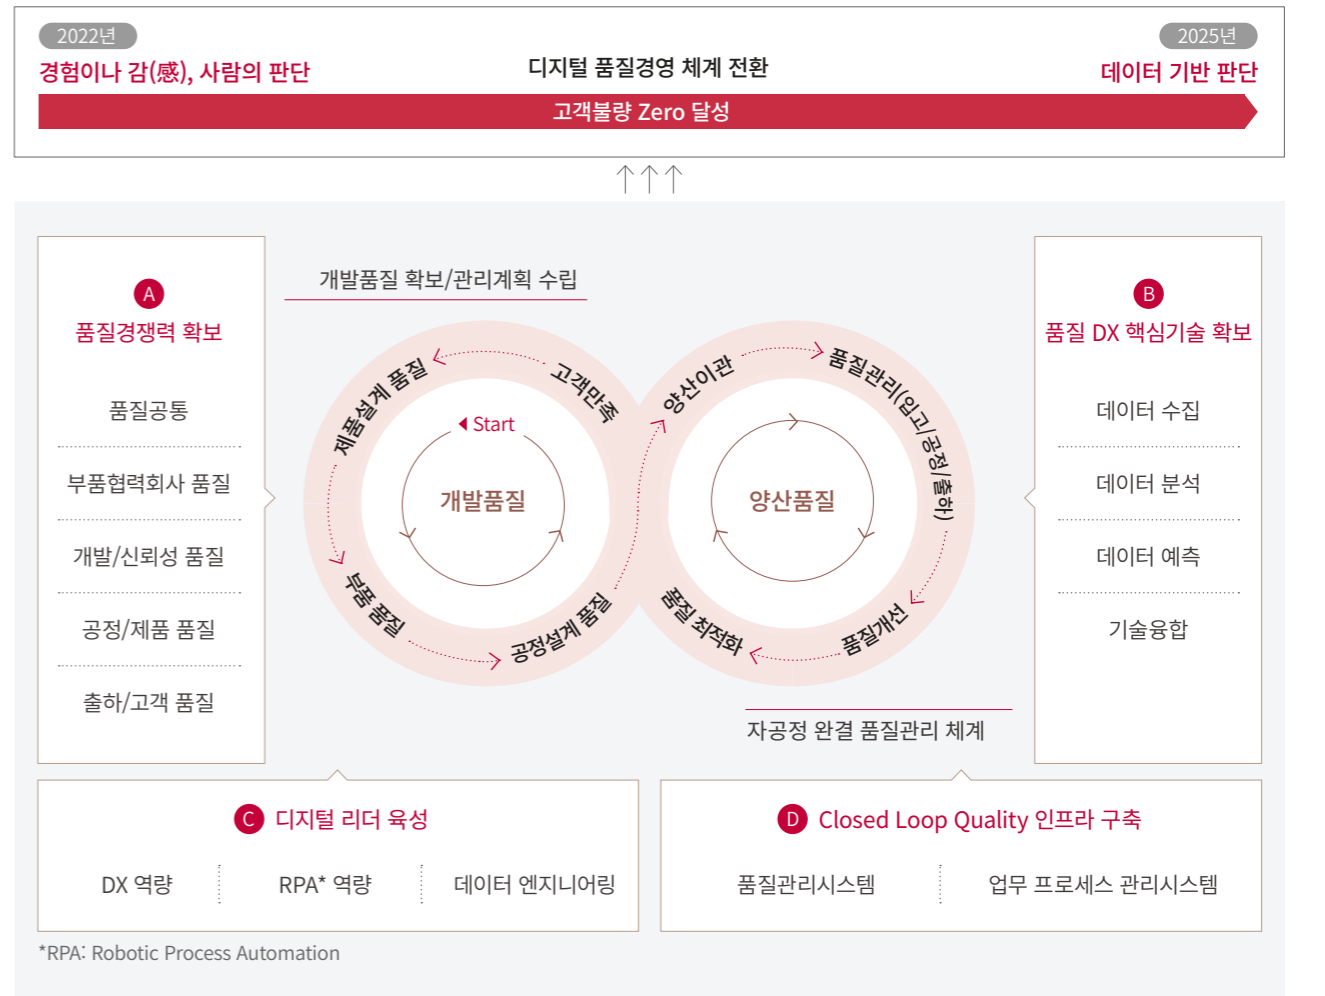 2022년
2025년
경험이나 감(感), 사람의 판단
디지털 품질경영 체계 전환
데이터 기반 판단
고객불량 Zero 달성
A
품질경쟁력 확보
품질공통
부품협력회사 품질
개발/신뢰성 품질
공정/제품 품질
출하/고객 품질
개발품질 확보/관리계획 수립
고객만족
제품설계 품질
부품 품질
공정설계 품질
Start
개발품질
양산이관
품질관리(입고/공정/출하)
품질개선
품질 최적화
양산품질
자공정 완결 품질관리 체계
B
품질 DX 핵심기술 확보
데이터 수집
데이터 분석
데이터 예측
기술융합
C 디지털 리더 육성
DX 역량
RPA* 역량
데이터 엔지니어링
D Closed Loop Quality 인프라 구축
품질관리시스템
업무 프로세스 관리시스템
*RPA: Robotic Process Automation